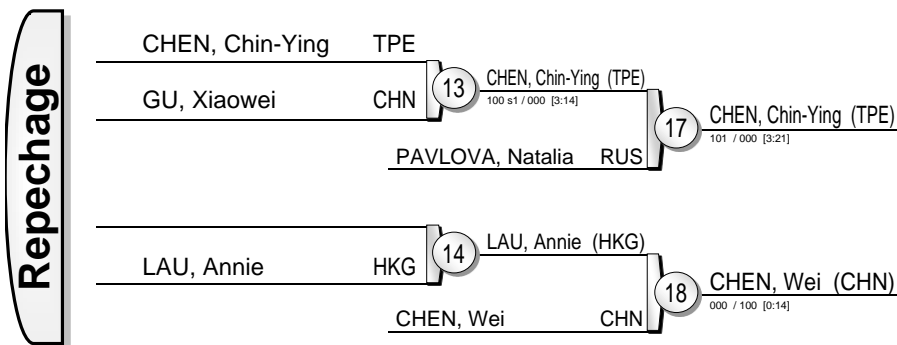 Repechage
CHEN, Chin-Ying TPE
GU, Xiaowei CHN
13
CHEN, Chin-Ying (TPE)
100 s1 / 000 [3:14]
PAVLOVA, Natalia RUS
17
CHEN, Chin-Ying (TPE)
101 / 000 [3:21]
LAU, Annie HKG
14
LAU, Annie (HKG)
CHEN, Wei CHN
18
CHEN, Wei (CHN)
000 / 100 [0:14]